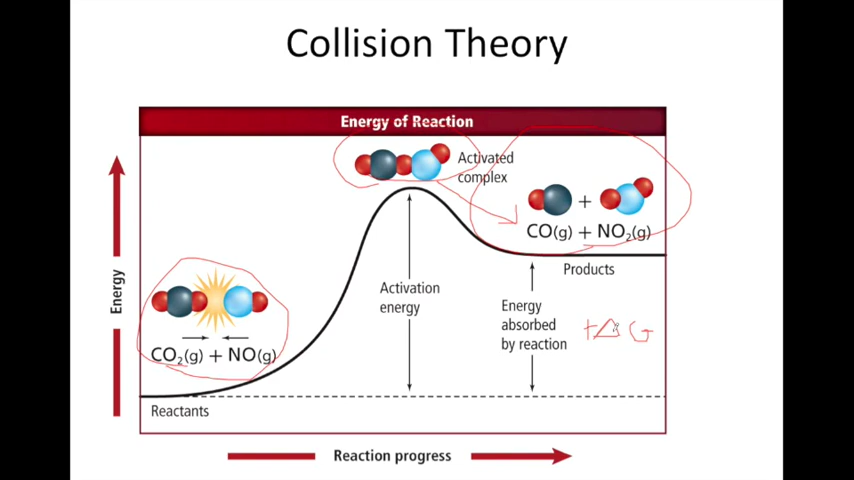 Collision Theory
Energy of Reaction
Activated
complex
CO(g) + NO₂(g)
Products
Activation
energy
Energy
absorbed
by reaction
+ΔG
CO₂(g) + NO(g)
Reactants
Energy
Reaction progress